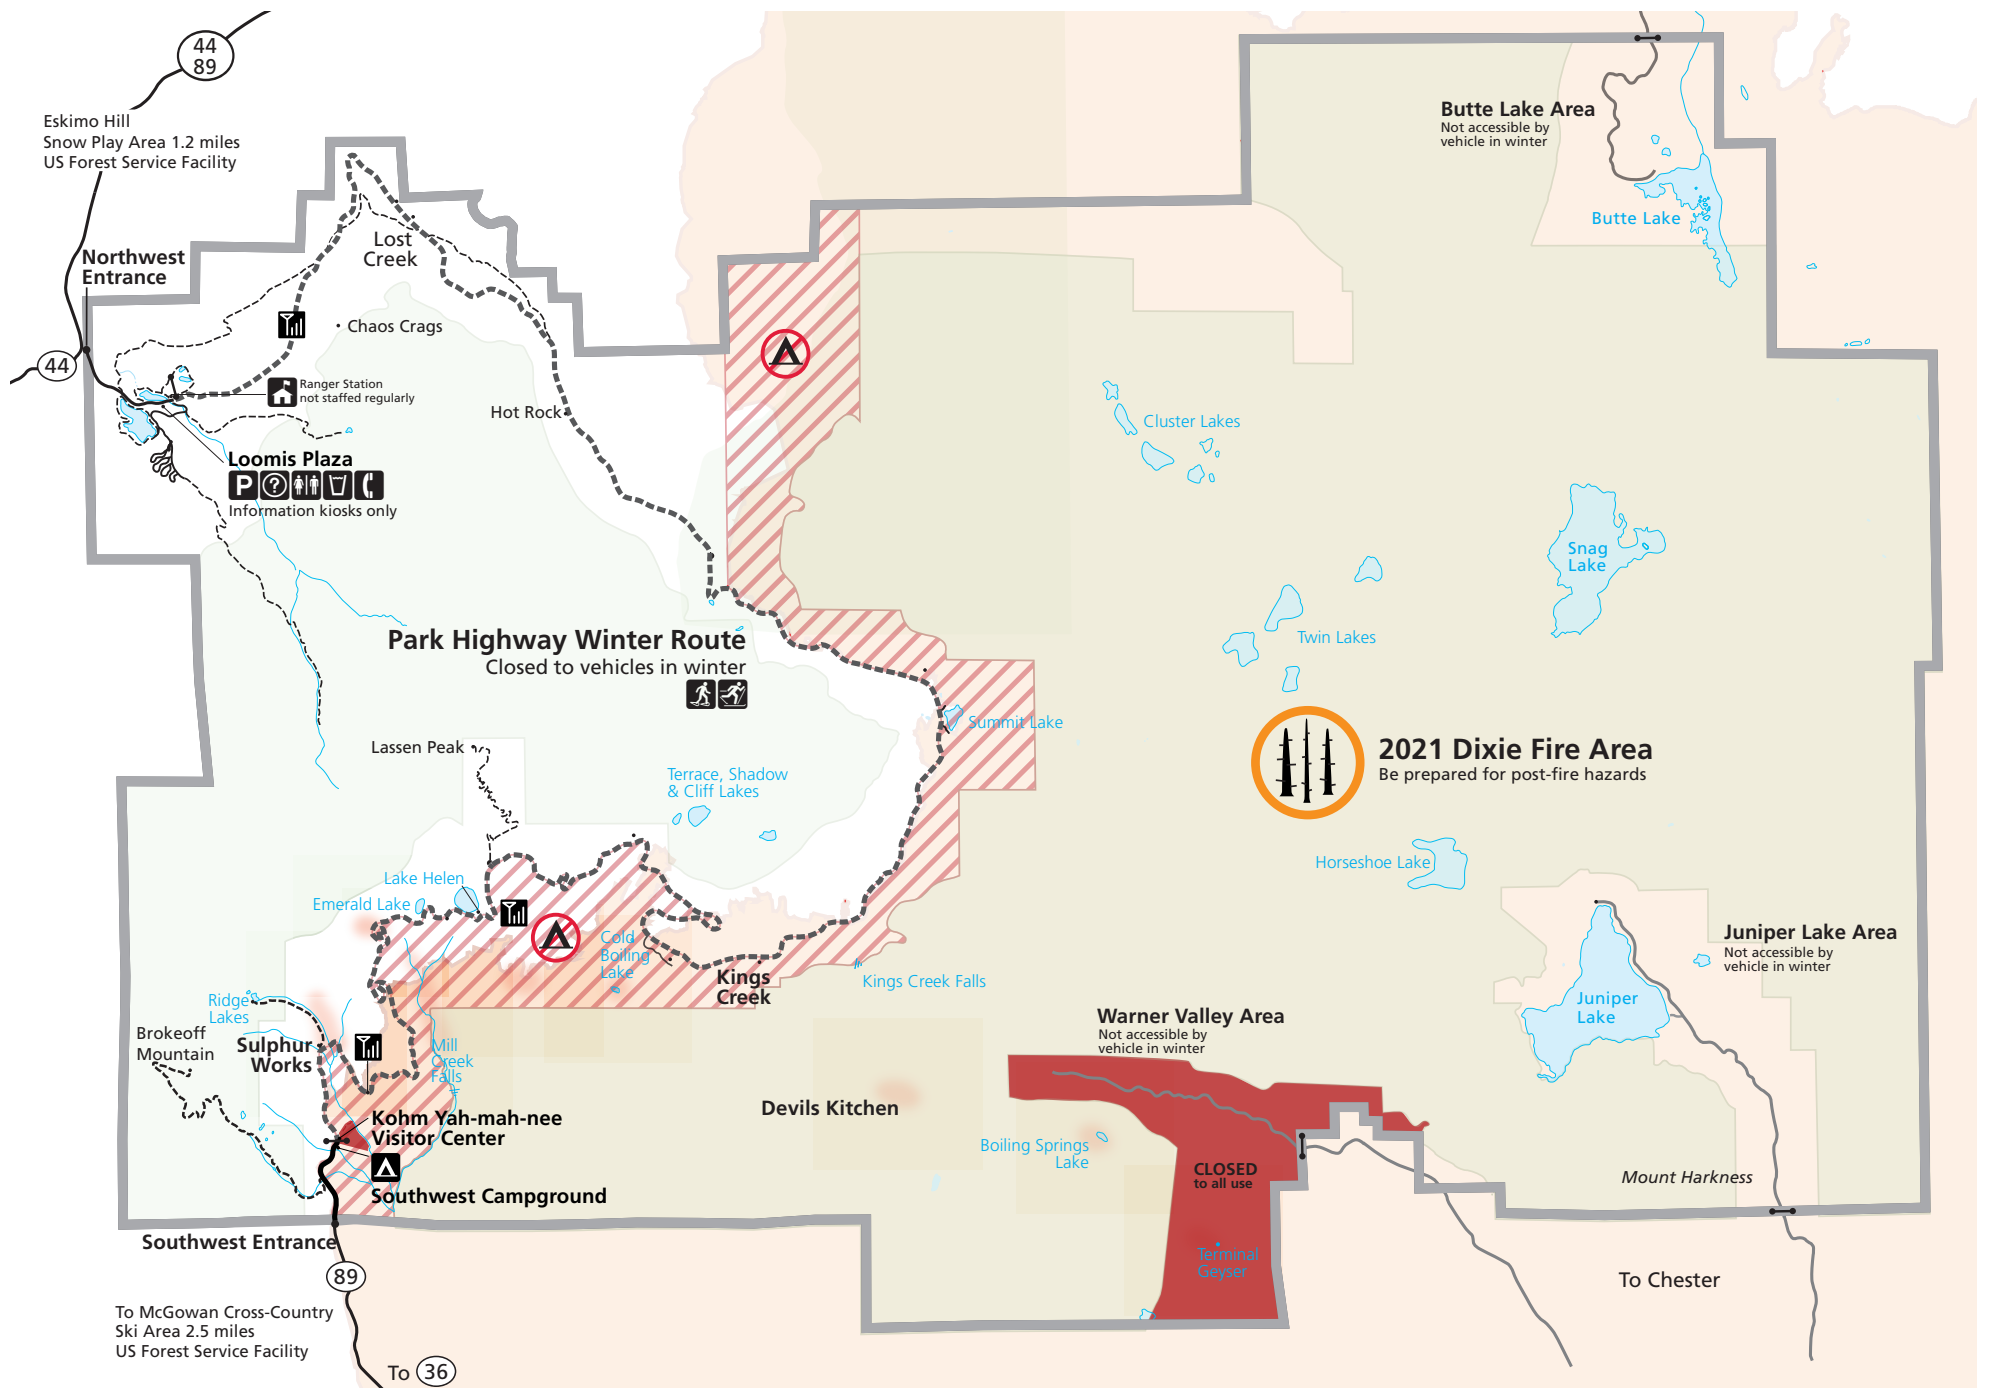 44
89
Eskimo Hill
Snow Play Area 1.2 miles
US Forest Service Facility
Butte Lake Area
Not accessible by
vehicle in winter
Butte Lake
Northwest
Entrance
Lost
Creek
Chaos Crags
44
Ranger Station
not staffed regularly
Hot Rock
Cluster Lakes
Loomis Plaza
P
?
Information kiosks only
Snag
Lake
Park Highway Winter Route
Closed to vehicles in winter
Twin Lakes
Summit Lake
Lassen Peak
Terrace, Shadow
& Cliff Lakes
2021 Dixie Fire Area
Be prepared for post-fire hazards
Horseshoe Lake
Lake Helen
Emerald Lake
Cold
Boiling
Lake
Kings
Creek
Kings Creek Falls
Juniper Lake Area
Not accessible by
vehicle in winter
Juniper
Lake
Ridge
Lakes
Brokeoff
Mountain
Sulphur
Works
Mill
Creek
Falls
Warner Valley Area
Not accessible by
vehicle in winter
Devils Kitchen
Kohm Yah-mah-nee
Visitor Center
Boiling Springs
Lake
CLOSED
to all use
Mount Harkness
Southwest Campground
Southwest Entrance
Terminal
Geyser
89
To Chester
To McGowan Cross-Country
Ski Area 2.5 miles
US Forest Service Facility
To 36